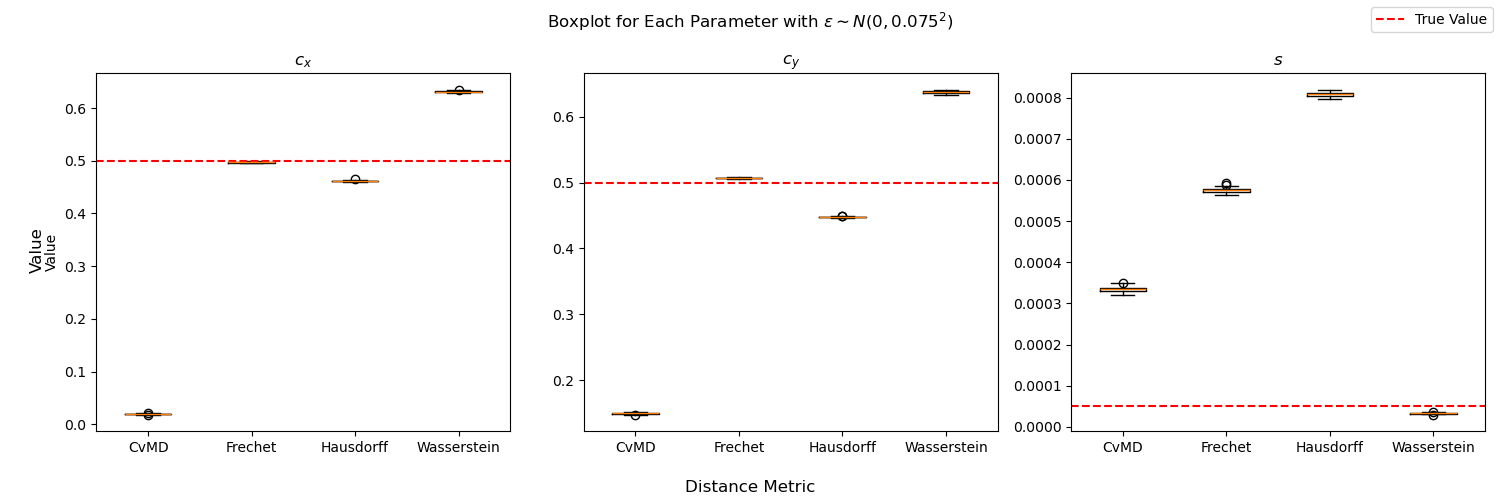 Boxplot for Each Parameter with ε ~ N(0, 0.075²)
True Value
c_x
c_y
s
Value
Value
0.6
0.5
0.4
0.3
0.2
0.1
0.0
CvMD Frechet Hausdorff Wasserstein
0.6
0.5
0.4
0.3
0.2
CvMD Frechet Hausdorff Wasserstein
0.0008
0.0007
0.0006
0.0005
0.0004
0.0003
0.0002
0.0001
0.0000
CvMD Frechet Hausdorff Wasserstein
Distance Metric